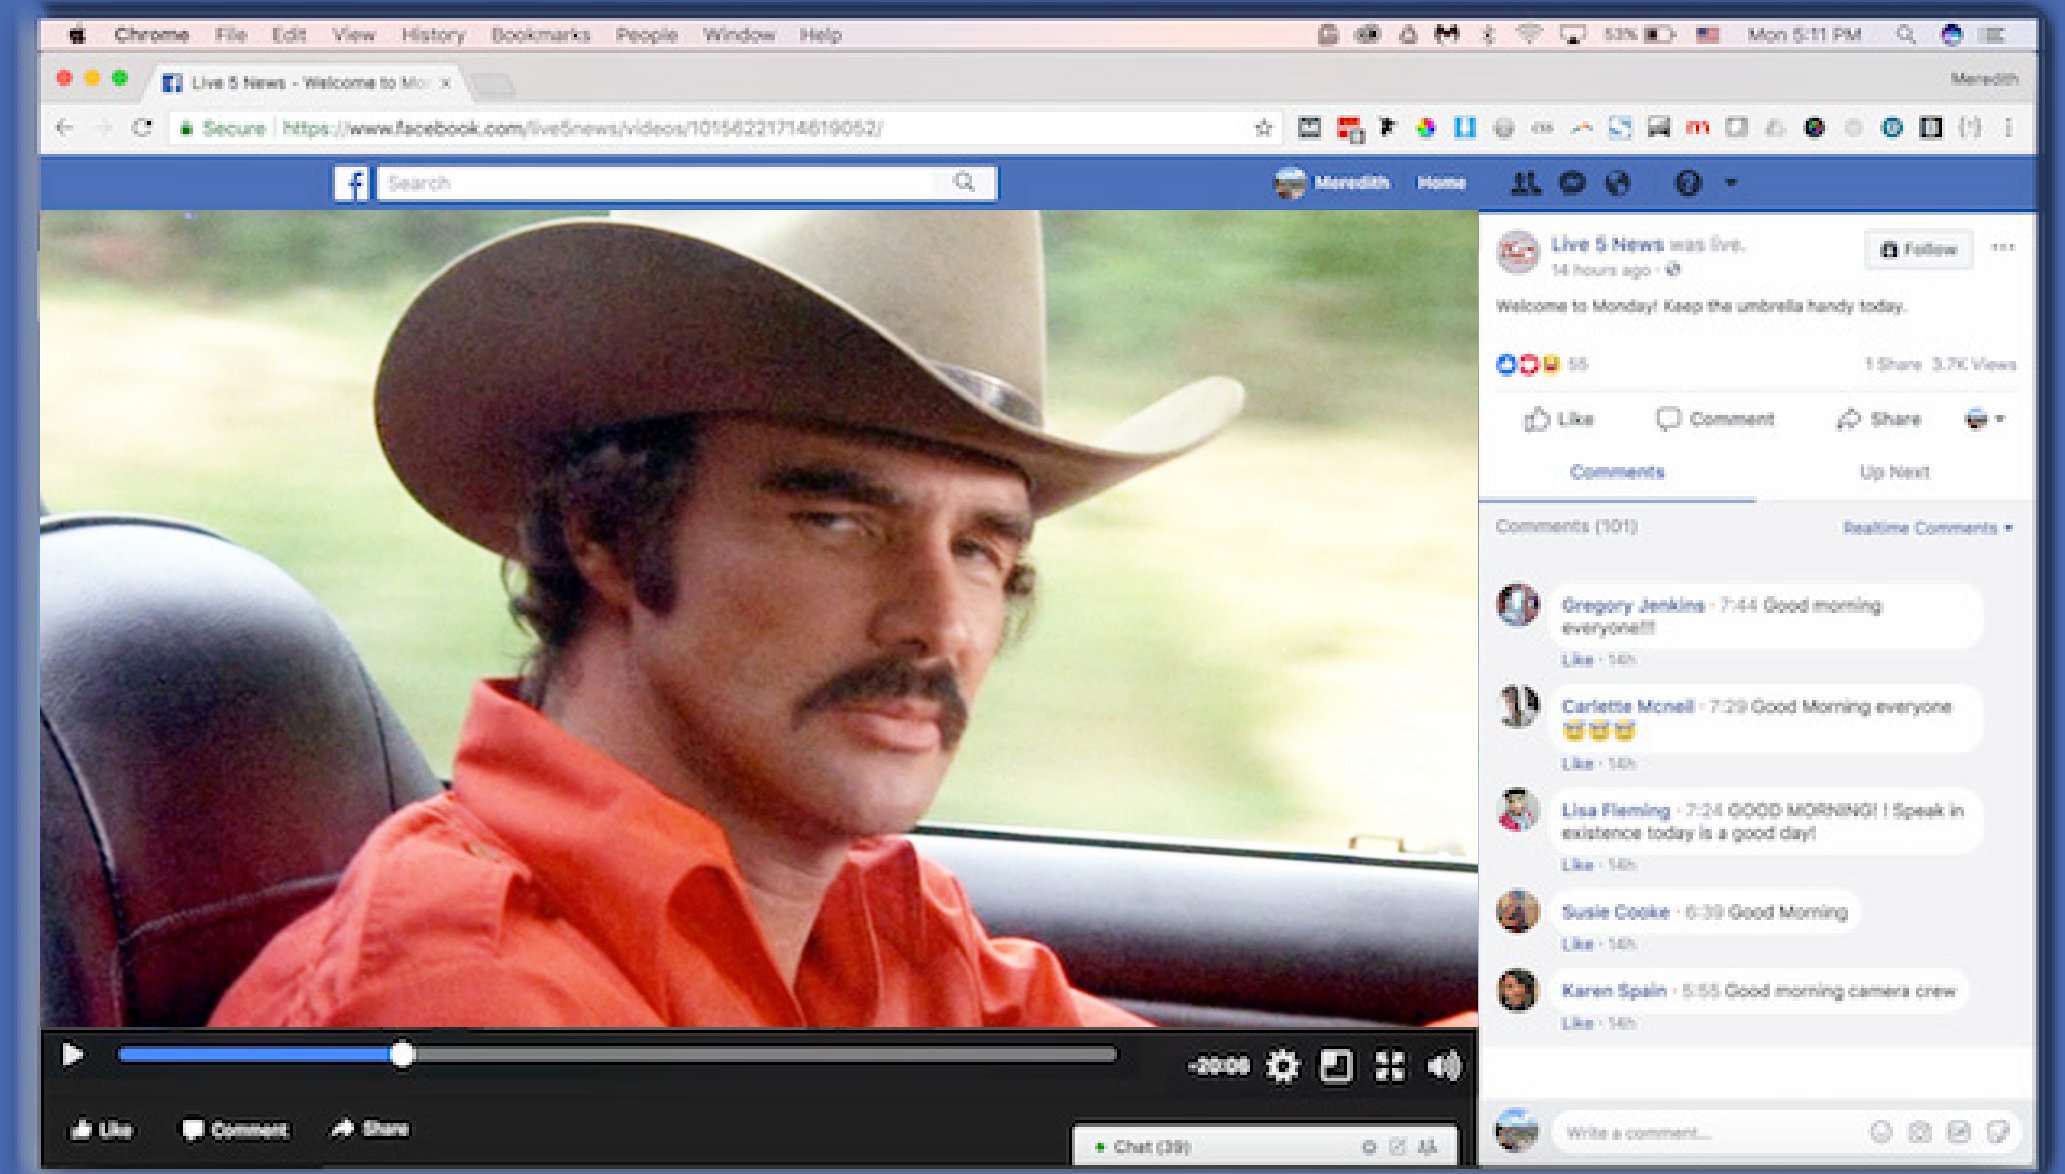 Chrome File Edit View History Bookmarks People Window Help
53% Mon 5:11 PM
Live 5 News - Welcome to Mo
Meredith
Secure https://www.facebook.com/live5news/videos/10156221714619052/
Search
Meredith Home
Live 5 News was live.
14 hours ago
Follow
Welcome to Monday! Keep the umbrella handy today.
55
1 Share 3.7K Views
Like Comment Share
Comments Up Next
Comments (101) Realtime Comments
Gregory Jenkins · 7:44 Good morning
everyone!!!
Like · 14h
Carlette Mcneil · 7:29 Good Morning everyone
Like · 14h
Lisa Fleming · 7:24 GOOD MORNING! ! Speak in
existence today is a good day!
Like · 14h
Susie Cooke · 6:39 Good Morning
Like · 14h
Karen Spain · 5:55 Good morning camera crew
Like · 14h
Write a comment...
Like Comment Share
Chat (39)